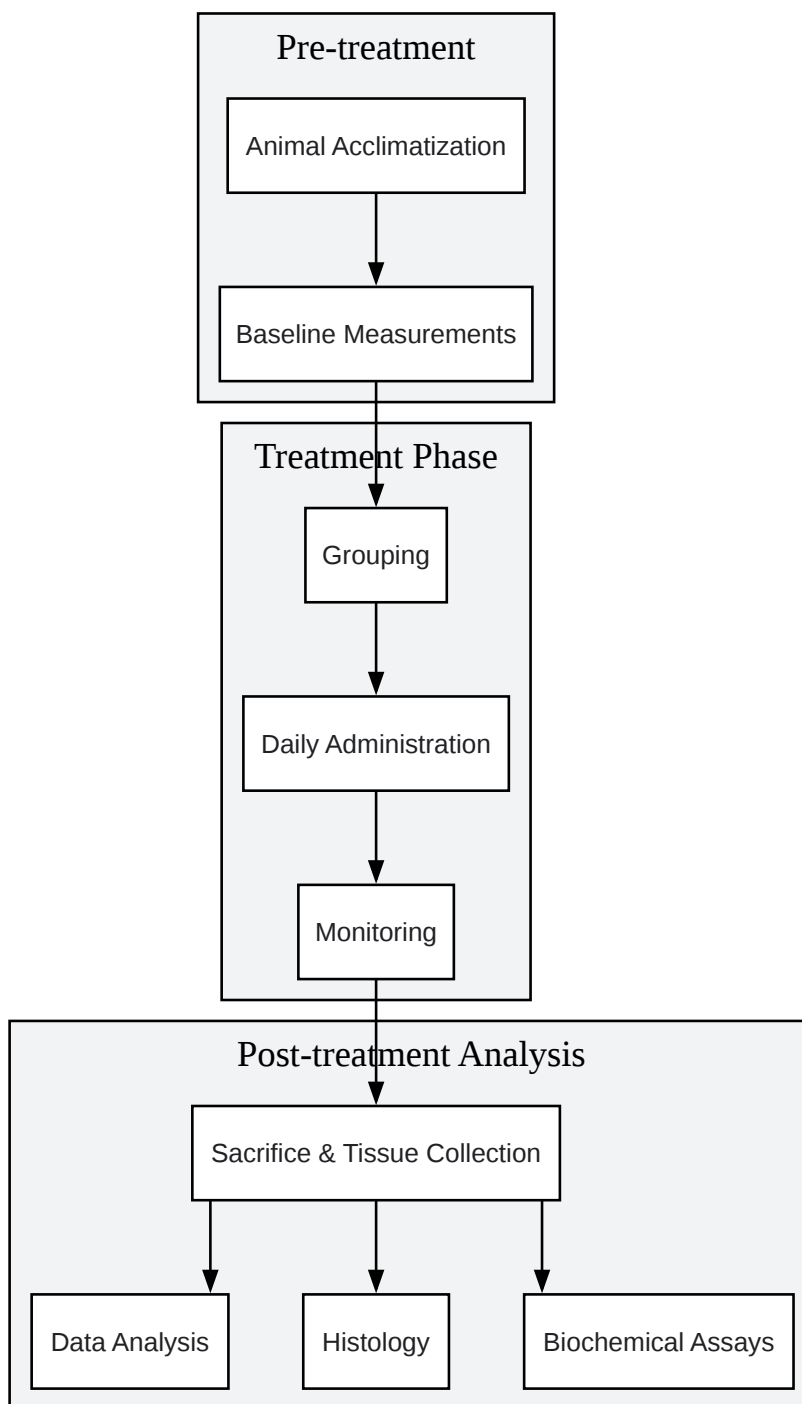 Pre-treatment
Animal Acclimatization
Baseline Measurements
Treatment Phase
Grouping
Daily Administration
Monitoring
Post-treatment Analysis
Sacrifice & Tissue Collection
Data Analysis
Histology
Biochemical Assays